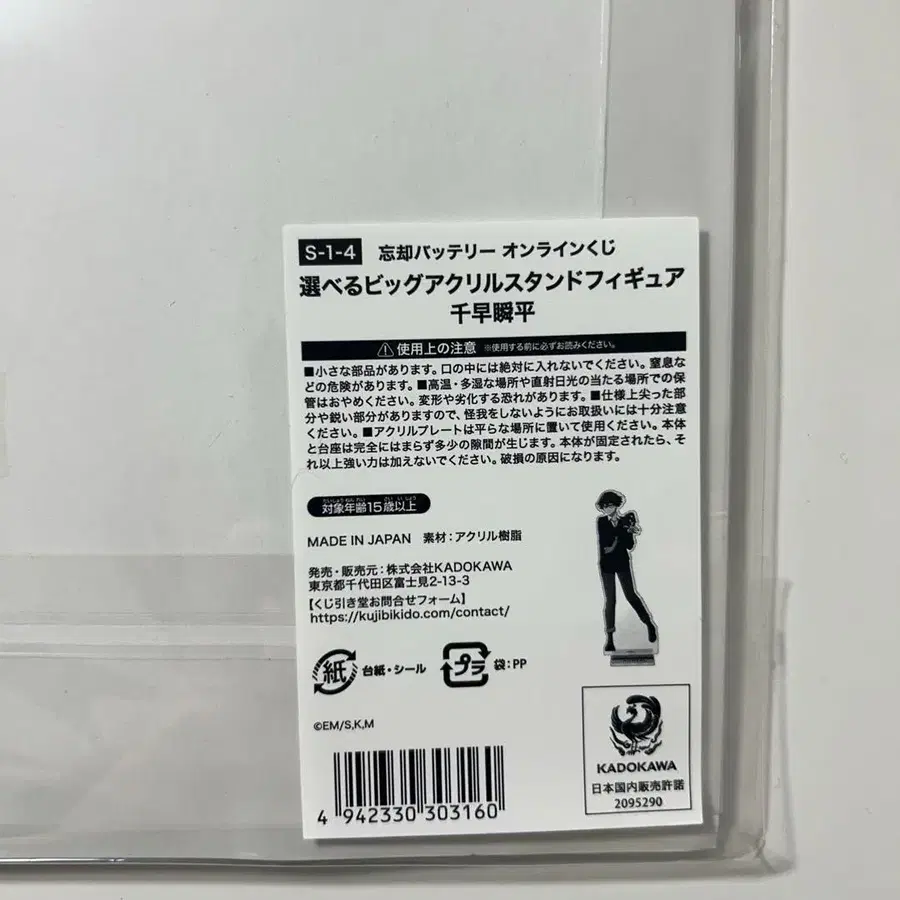 S-1-4 忘却バッテリー オンラインくじ
選べるビッグアクリルスタンドフィギュア
千早瞬平
⚠使用上の注意 ※使用する前に必ずお読みください。
■小さな部品があります。口の中には絶対に入れないでください。窒息な
どの危険があります。■高温・多湿な場所や直射日光の当たる場所での保
管はおやめください。変形や劣化する恐れがあります。■仕様上尖った部
分や鋭い部分がありますので、怪我をしないようにお取扱いには十分注意
ください。■アクリルプレートは平らな場所に置いて使用ください。本体
と台座は完全にはまらず多少の隙間が生じます。本体が固定されたら、そ
れ以上強い力は加えないでください。破損の原因になります。
たいしょうねんれい さい い じょう
対象年齢15歳以上
MADE IN JAPAN 素材:アクリル樹脂
発売・販売元:株式会社KADOKAWA
東京都千代田区富士見2-13-3
【くじ引き堂お問合せフォーム】
https://kujibikido.com/contact/
紙 台紙・シール プラ 袋:PP
©EM/S,K,M
KADOKAWA
日本国内販売許諾
2095290
4 942330 303160